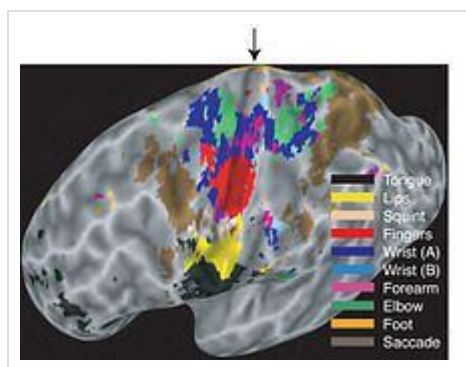 Tongue
Lips
Squint
Fingers
Wrist (A)
Wrist (B)
Forearm
Elbow
Foot
Saccade